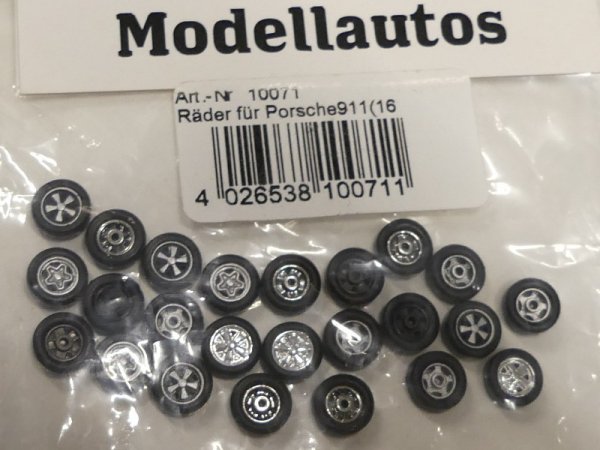 Modellautos
Art.-Nr 10071
Räder für Porsche911(16
4 026538 100711